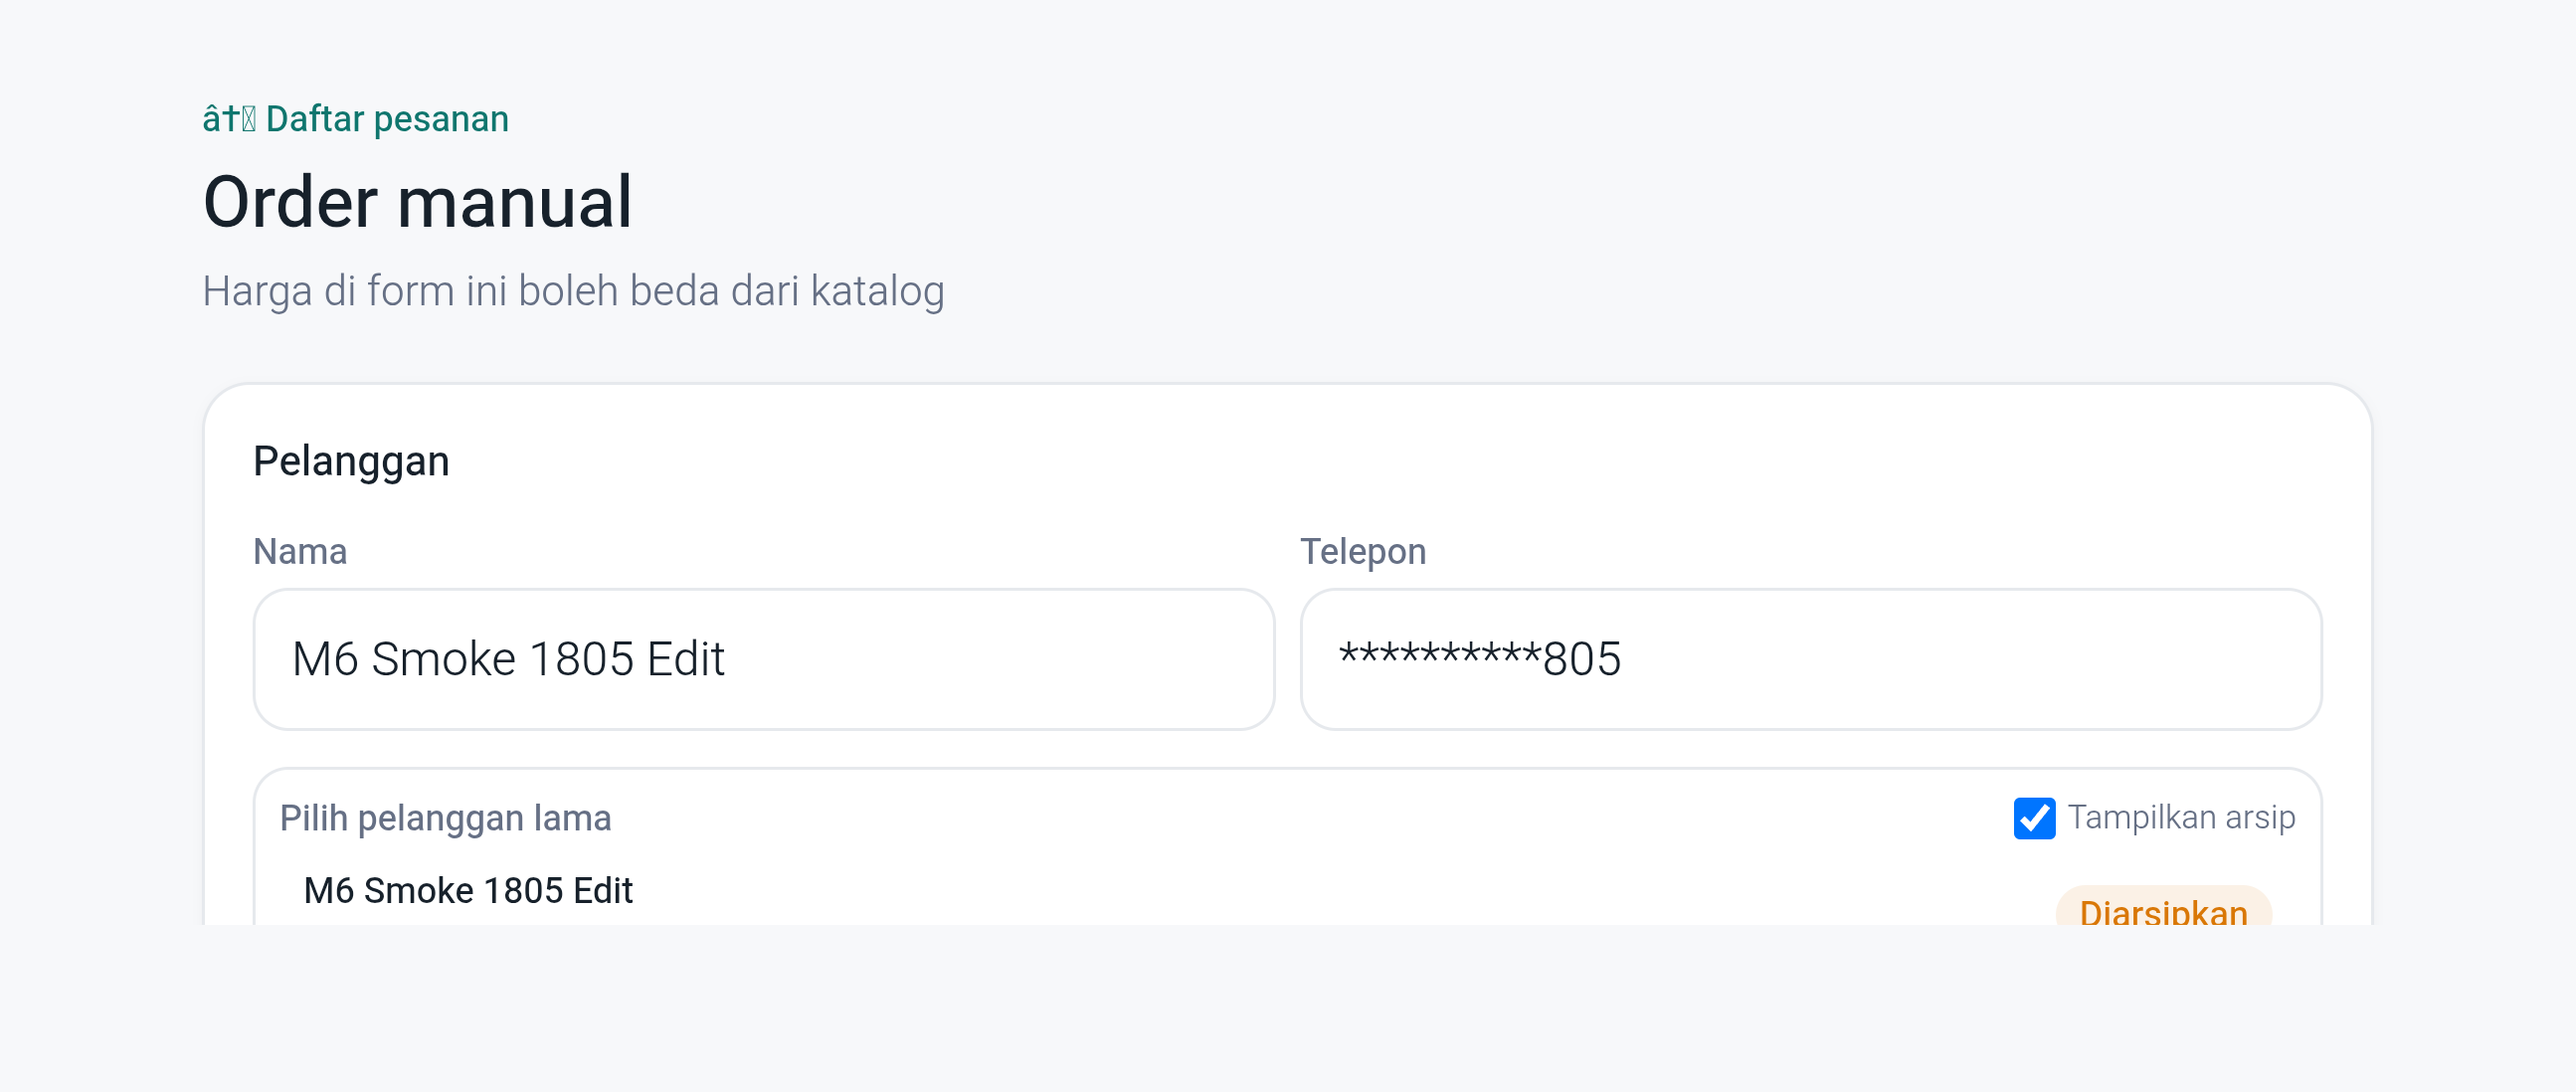 â†� Daftar pesanan
Order manual
Harga di form ini boleh beda dari katalog
Pelanggan
Nama
Telepon
M6 Smoke 1805 Edit
**********805
Pilih pelanggan lama
Tampilkan arsip
M6 Smoke 1805 Edit
Diarsipkan